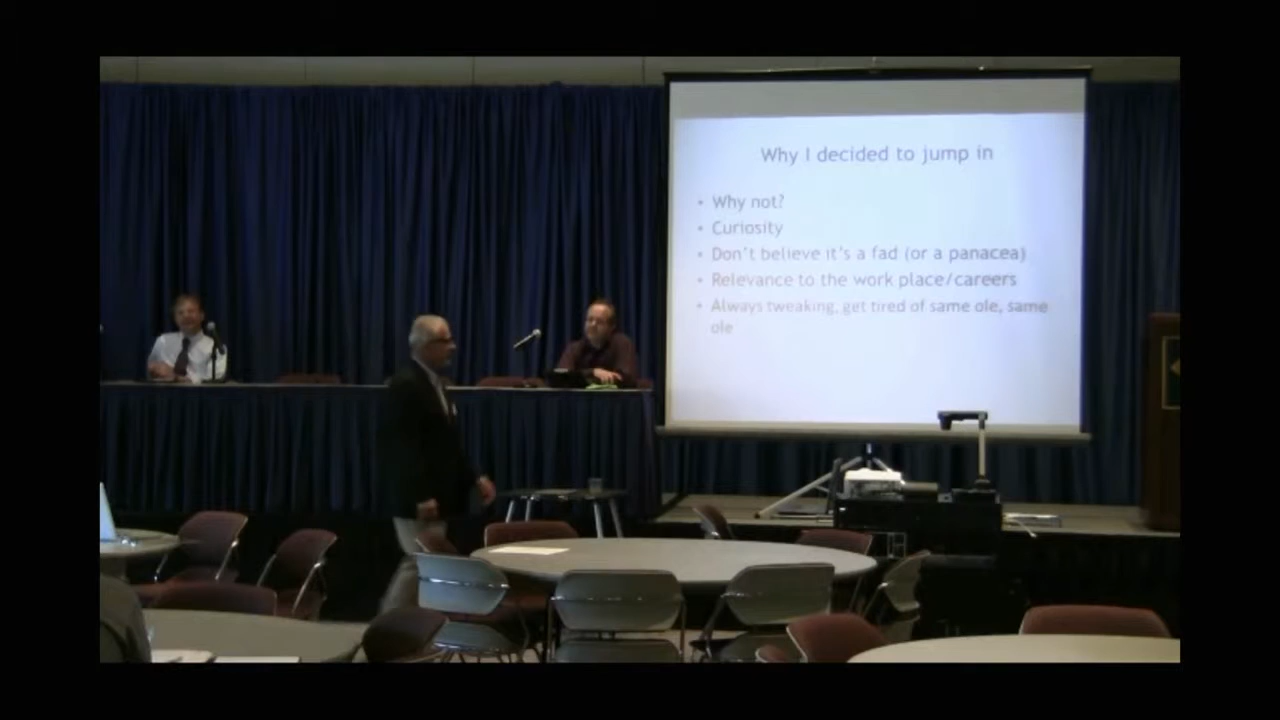 Why I decided to jump in
• Why not?
• Curiosity
• Don't believe it's a fad (or a panacea)
• Relevance to the work place/careers
• Always tweaking, get tired of same ole, same
ole